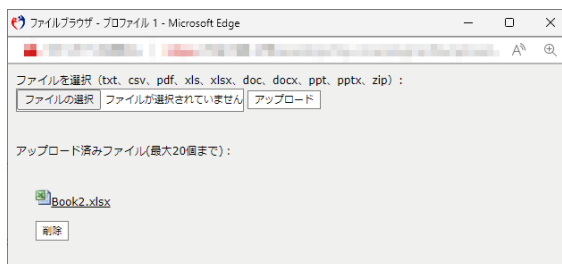 ファイルブラウザ - プロファイル 1 - Microsoft Edge
ファイルを選択（txt、csv、pdf、xls、xlsx、doc、docx、ppt、pptx、zip）:
ファイルの選択 ファイルが選択されていません アップロード
アップロード済みファイル(最大20個まで)：
Book2.xlsx
削除